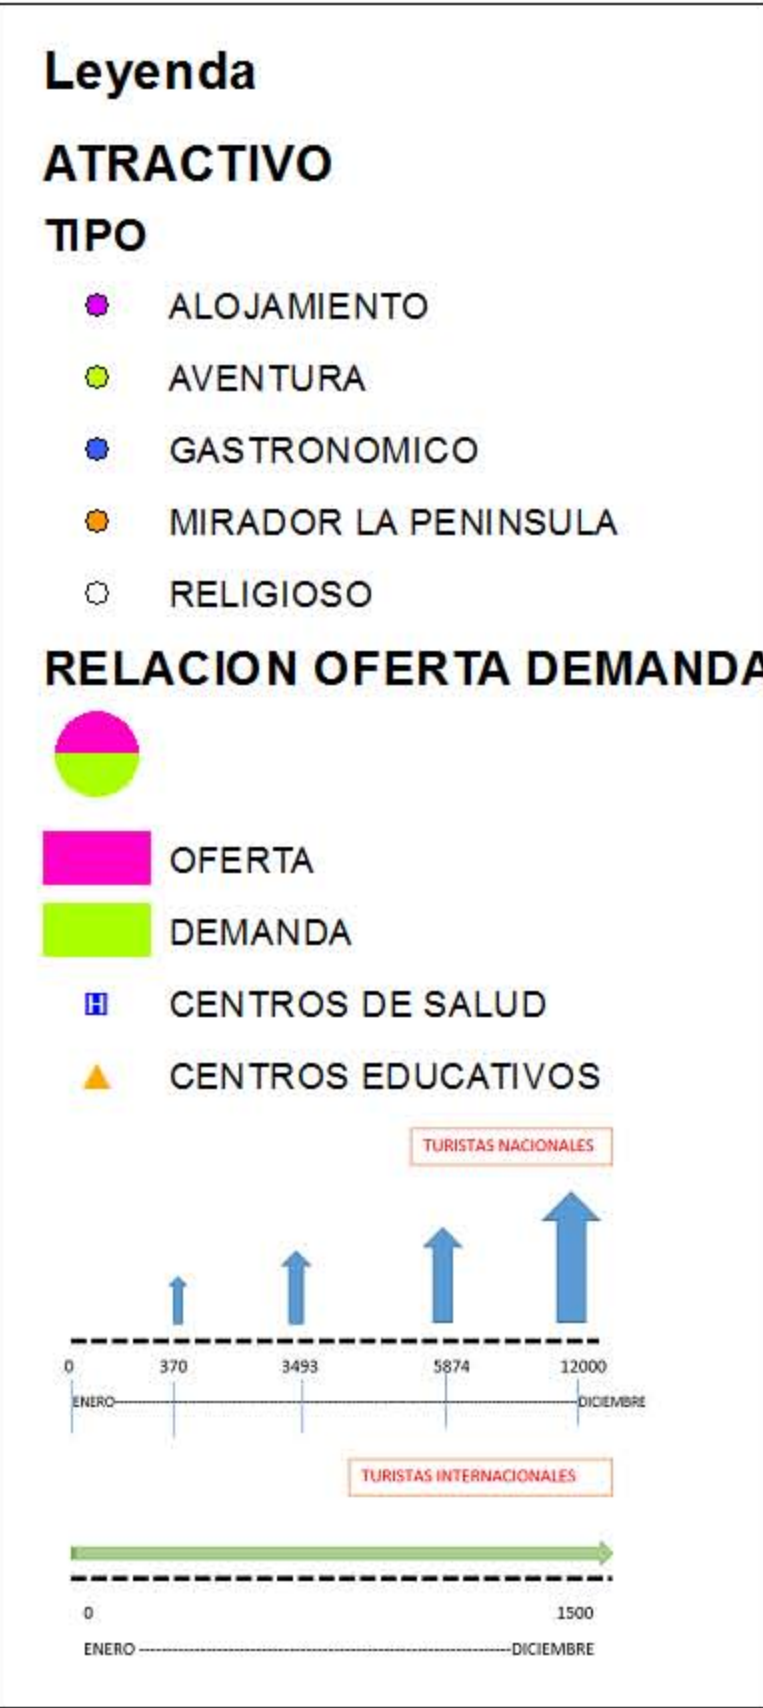 Leyenda
ATRACTIVO
TIPO
ALOJAMIENTO
AVENTURA
GASTRONOMICO
MIRADOR LA PENINSULA
RELIGIOSO
RELACION OFERTA DEMANDA
OFERTA
DEMANDA
H CENTROS DE SALUD
CENTROS EDUCATIVOS
TURISTAS NACIONALES
0 370 3493 5874 12000
ENERO DICIEMBRE
TURISTAS INTERNACIONALES
0 1500
ENERO DICIEMBRE